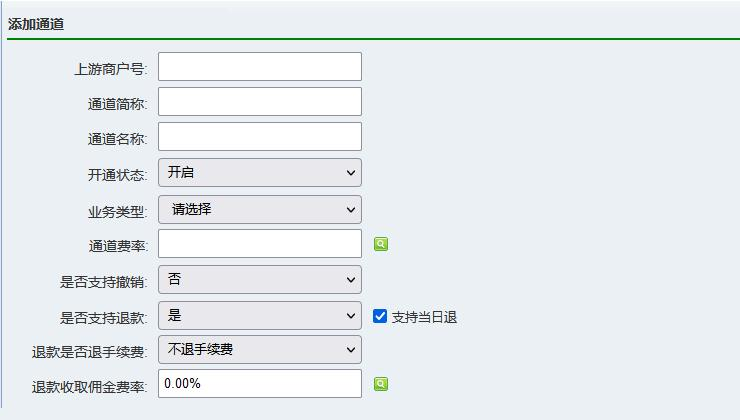 添加通道
上游商户号:
通道简称:
通道名称:
开通状态: 开启
业务类型: 请选择
通道费率:
是否支持撤销: 否
是否支持退款: 是 支持当日退
退款是否退手续费: 不退手续费
退款收取佣金费率: 0.00%